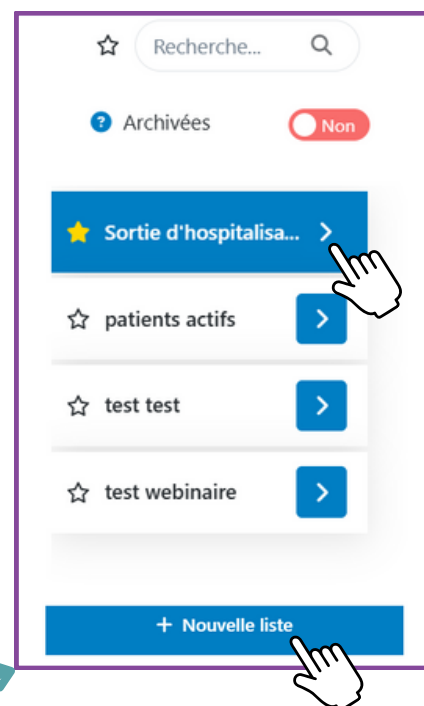 Recherche...
? Archivées Non
Sortie d'hospitalisa...
patients actifs
test test
test webinaire
+ Nouvelle liste